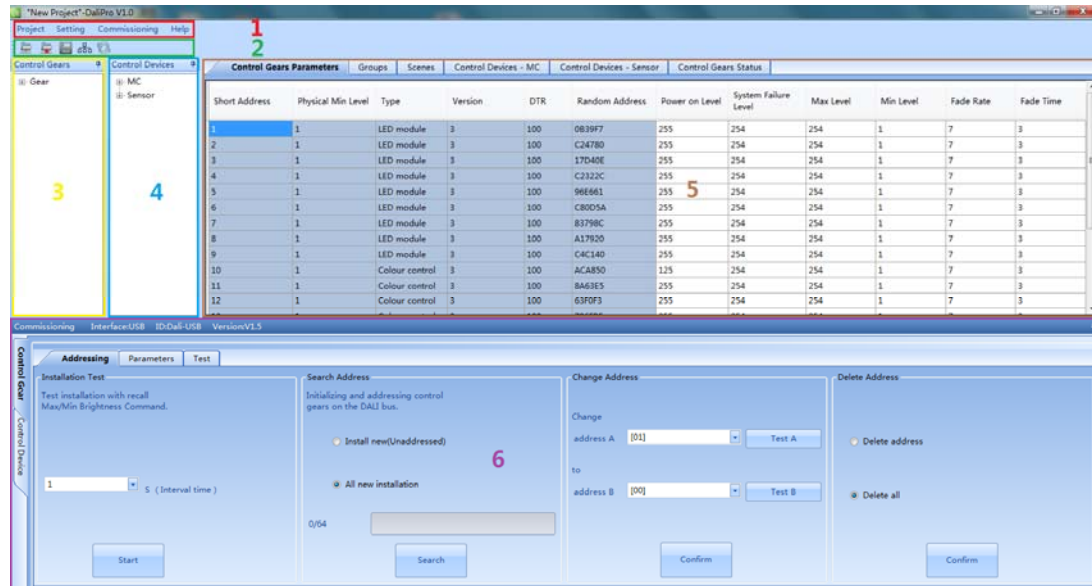 "New Project"-DaliPro V1.0
Project Setting Commissioning Help 1
2
Control Gears Control Devices
Gear
MC
Sensor
3
4
Control Gears Parameters Groups Scenes Control Devices - MC Control Devices - Sensor Control Gears Status
Short Address Physical Min Level Type Version DTR Random Address Power on Level System Failure Level Max Level Min Level Fade Rate Fade Time
1 1 LED module 3 100 0B39F7 255 254 254 1 7 3
2 1 LED module 3 100 C24780 255 254 254 1 7 3
3 1 LED module 3 100 17D40E 255 254 254 1 7 3
4 1 LED module 3 100 C2322C 255 254 254 1 7 3
5 1 LED module 3 100 96E661 255 254 254 1 7 3
5
6 1 LED module 3 100 C80D5A 255 254 254 1 7 3
7 1 LED module 3 100 83798C 255 254 254 1 7 3
8 1 LED module 3 100 A17920 255 254 254 1 7 3
9 1 LED module 3 100 C4C140 255 254 254 1 7 3
10 1 Colour control 3 100 ACA850 125 254 254 1 7 3
11 1 Colour control 3 100 BA63E5 255 254 254 1 7 3
12 1 Colour control 3 100 63F0F3 255 254 254 1 7 3
Commissioning Interface:USB ID:Dali-USB Version:V1.5
Control Gear
Control Device
Addressing Parameters Test
Installation Test
Test installation with recall
Max/Min Brightness Command.
1 S ( Interval time )
Start
Search Address
Initializing and addressing control
gears on the DALI bus.
Install new(Unaddressed)
All new installation
6
0/64
Search
Change Address
Change
address A [01] Test A
to
address B [00] Test B
Confirm
Delete Address
Delete address
Delete all
Confirm